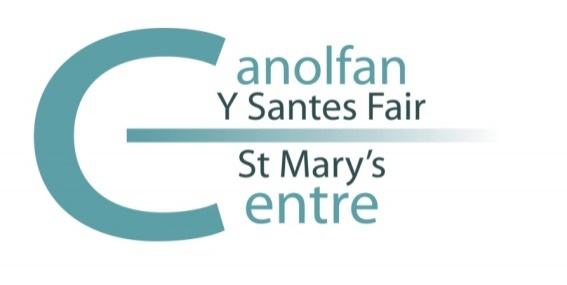 Canolfan
Y Santes Fair
St Mary's
Centre